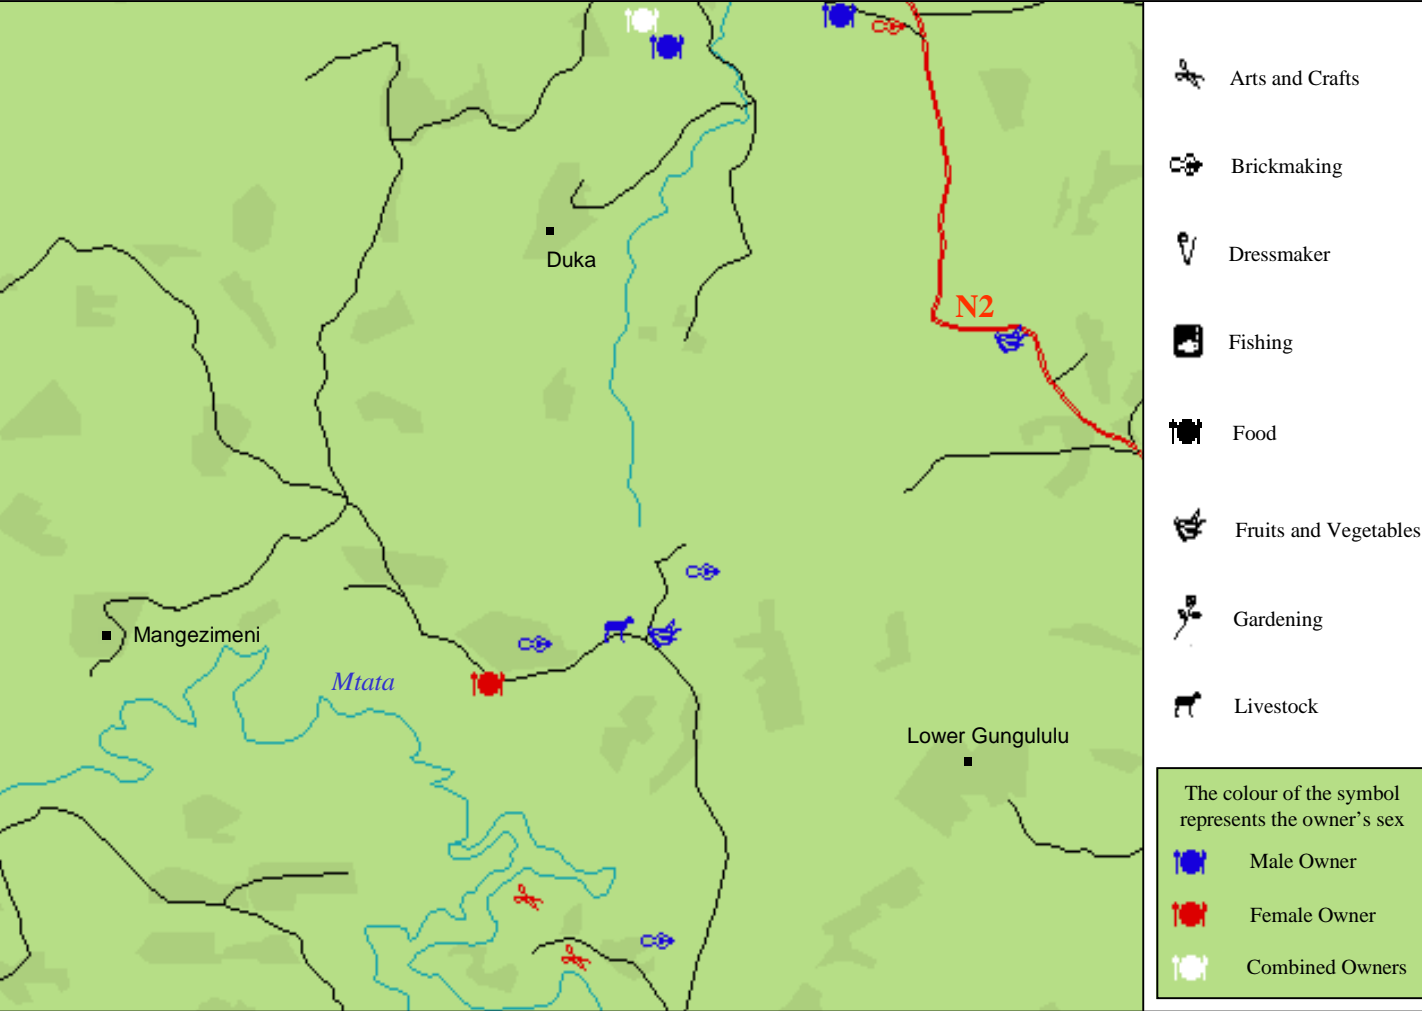 Duka
N2
Mangezimeni
Mtata
Lower Gungululu
Arts and Crafts
Brickmaking
Dressmaker
Fishing
Food
Fruits and Vegetables
Gardening
Livestock
The colour of the symbol
represents the owner’s sex
Male Owner
Female Owner
Combined Owners